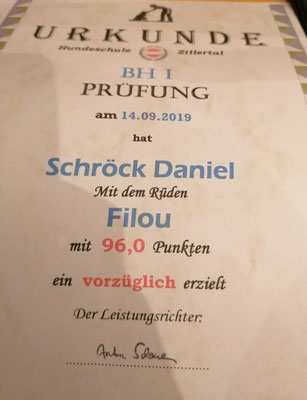 URKUNDE
Hundeschule Zillertal
BH I
PRÜFUNG
am 14.09.2019
hat
Schröck Daniel
Mit dem Rüden
Filou
mit 96,0 Punkten
ein vorzüglich erzielt
Der Leistungsrichter: